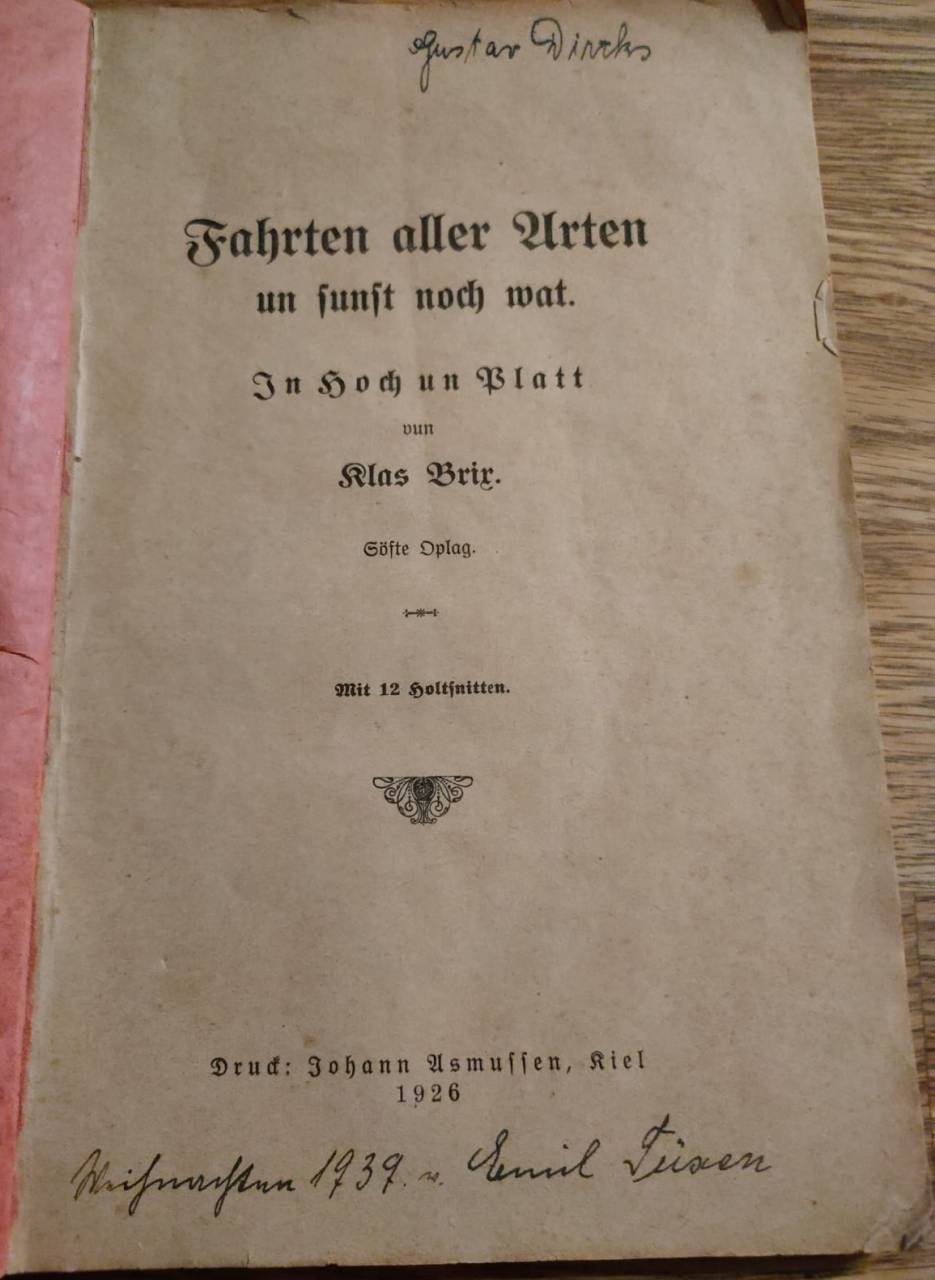 Gustav Dircks
Fahrten aller Arten
un sunst noch wat.
In Hoch un Platt
vun
Klas Brix.
Söfte Oplag.
Mit 12 Holtsnitten.
Druck: Johann Asmussen, Kiel
1926
Weihnachten 1939. v. Emil Tüxen